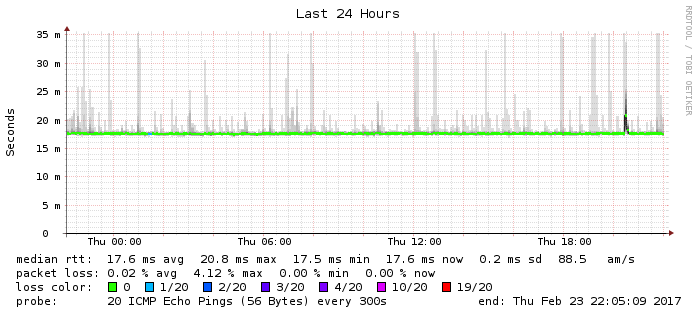 Last 24 Hours
RRDTOOL / TOBI OETIKER
Seconds
35 m
30 m
25 m
20 m
15 m
10 m
5 m
0
Thu 00:00 Thu 06:00 Thu 12:00 Thu 18:00
median rtt: 17.6 ms avg 20.8 ms max 17.5 ms min 17.6 ms now 0.2 ms sd 88.5 am/s
packet loss: 0.02 % avg 4.12 % max 0.00 % min 0.00 % now
loss color: 0 1/20 2/20 3/20 4/20 10/20 19/20
probe: 20 ICMP Echo Pings (56 Bytes) every 300s end: Thu Feb 23 22:05:09 2017